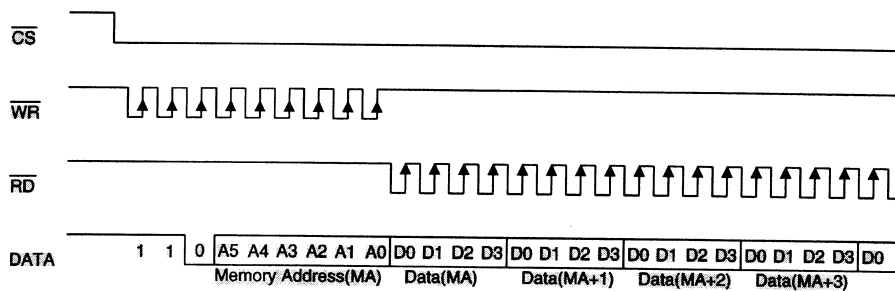 CS
WR
RD
DATA 1 1 0 A5 A4 A3 A2 A1 A0 D0 D1 D2 D3 D0 D1 D2 D3 D0 D1 D2 D3 D0 D1 D2 D3 D0
Memory Address(MA) Data(MA) Data(MA+1) Data(MA+2) Data(MA+3)